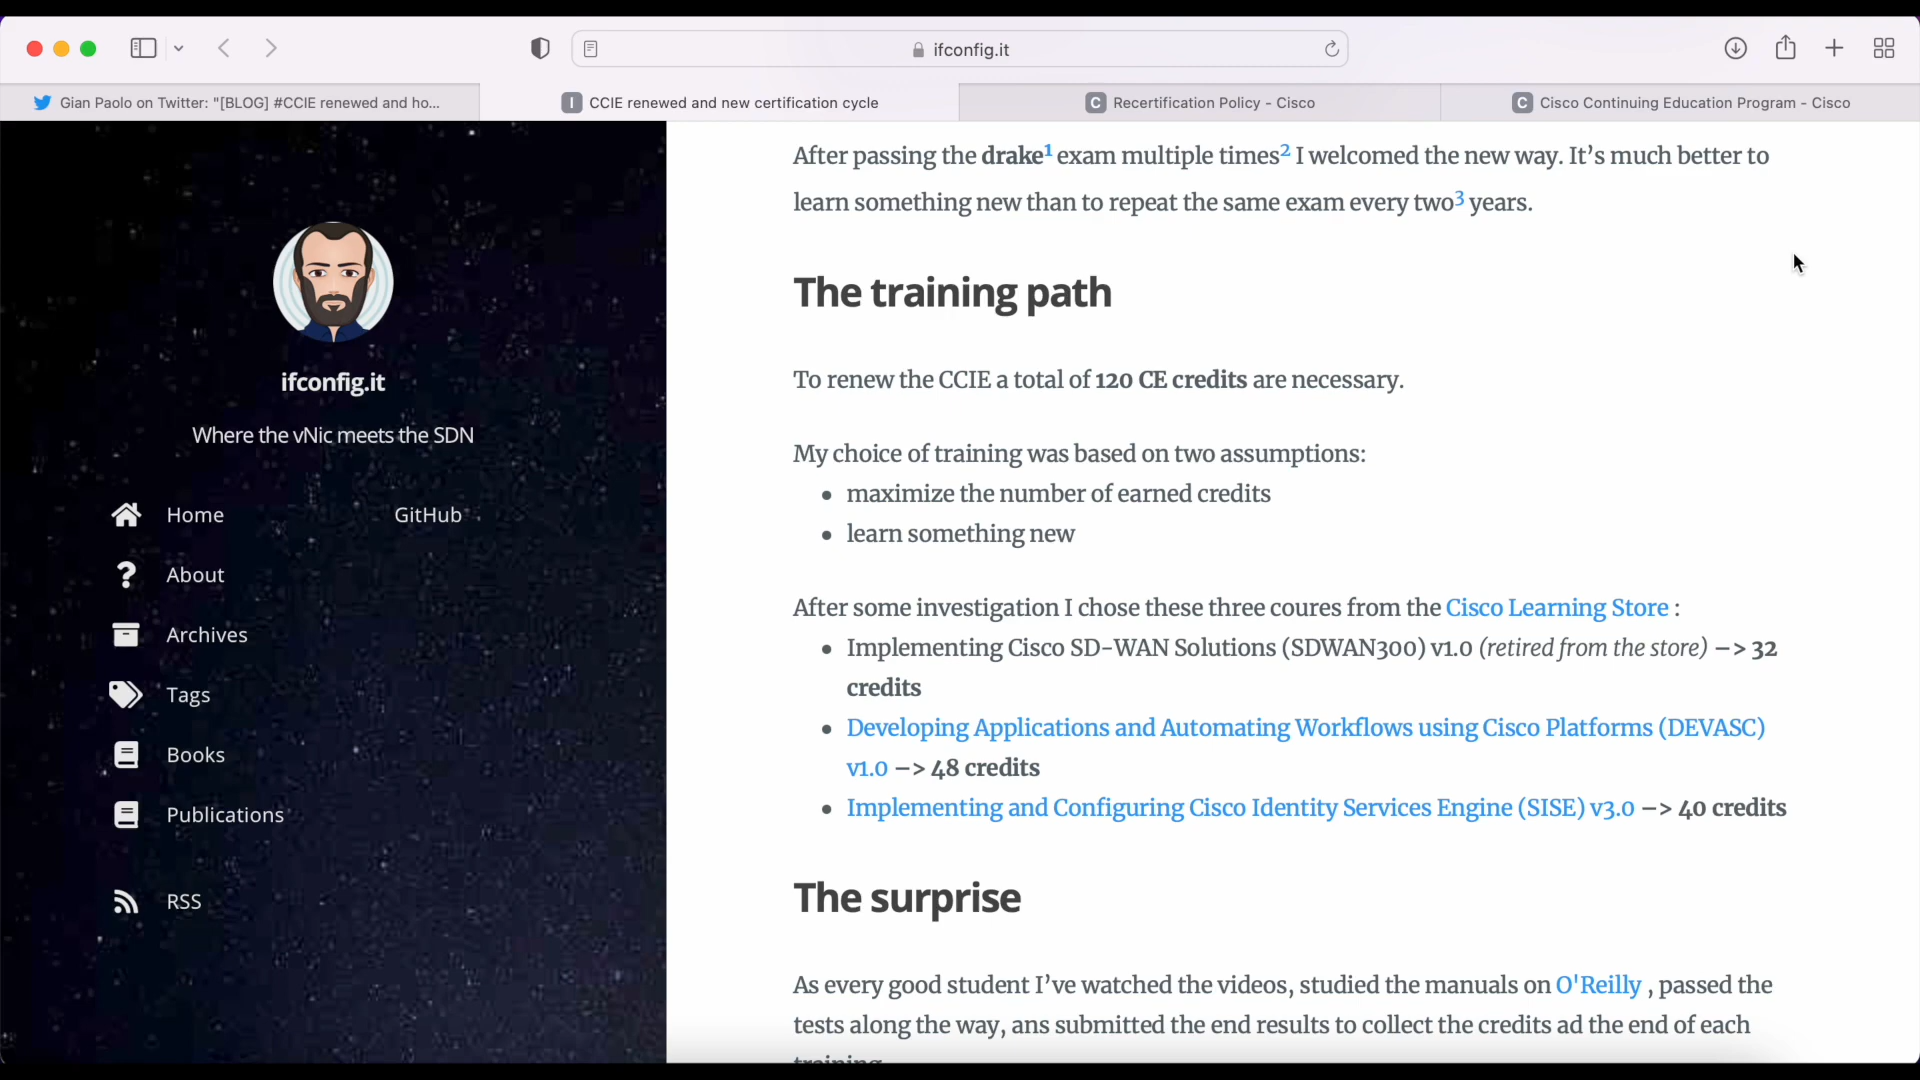 ifconfig.it
Gian Paolo on Twitter: "[BLOG] #CCIE renewed and ho...
I CCIE renewed and new certification cycle
C Recertification Policy - Cisco
C Cisco Continuing Education Program - Cisco
ifconfig.it
Where the vNic meets the SDN
Home
GitHub
About
Archives
Tags
Books
Publications
RSS
After passing the drake1 exam multiple times2 I welcomed the new way. It’s much better to
learn something new than to repeat the same exam every two3 years.
The training path
To renew the CCIE a total of 120 CE credits are necessary.
My choice of training was based on two assumptions:
• maximize the number of earned credits
• learn something new
After some investigation I chose these three coures from the Cisco Learning Store :
• Implementing Cisco SD-WAN Solutions (SDWAN300) v1.0 (retired from the store) –> 32
credits
• Developing Applications and Automating Workflows using Cisco Platforms (DEVASC)
v1.0 –> 48 credits
• Implementing and Configuring Cisco Identity Services Engine (SISE) v3.0 –> 40 credits
The surprise
As every good student I’ve watched the videos, studied the manuals on O'Reilly , passed the
tests along the way, ans submitted the end results to collect the credits ad the end of each
training